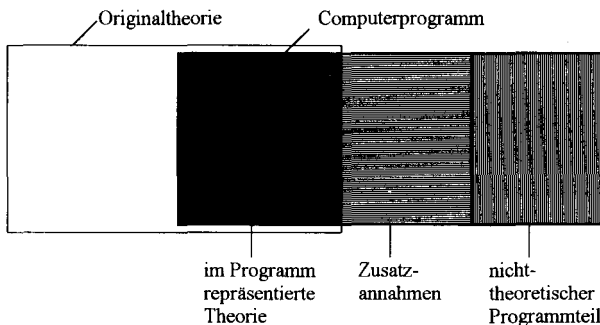 Originaltheorie
Computerprogramm
im Programm
repräsentierte
Theorie
Zusatz-
annahmen
nicht-
theoretischer
Programmteil